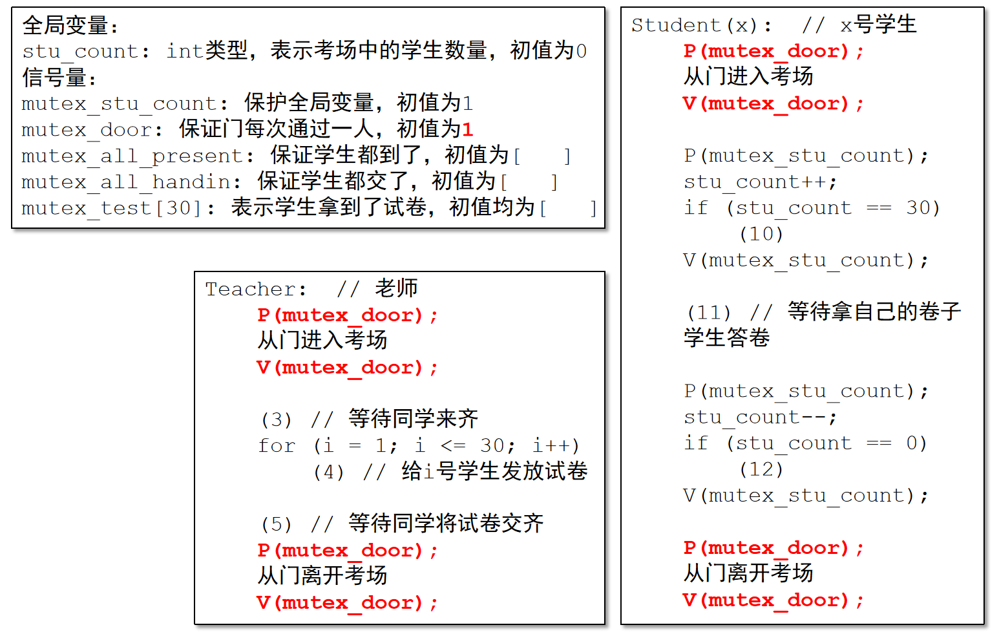 全局变量：
stu_count: int类型，表示考场中的学生数量，初值为0
信号量：
mutex_stu_count: 保护全局变量，初值为1
mutex_door: 保证门每次通过一人，初值为1
mutex_all_present: 保证学生都到了，初值为[   ]
mutex_all_handin: 保证学生都交了，初值为[   ]
mutex_test[30]: 表示学生拿到了试卷，初值均为[   ]
Teacher:  // 老师
P(mutex_door);
从门进入考场
V(mutex_door);
(3) // 等待同学来齐
for (i = 1; i <= 30; i++)
(4) // 给i号学生发放试卷
(5) // 等待同学将试卷交齐
P(mutex_door);
从门离开考场
V(mutex_door);
Student(x):  // x号学生
P(mutex_door);
从门进入考场
V(mutex_door);
P(mutex_stu_count);
stu_count++;
if (stu_count == 30)
(10)
V(mutex_stu_count);
(11) // 等待拿自己的卷子
学生答卷
P(mutex_stu_count);
stu_count--;
if (stu_count == 0)
(12)
V(mutex_stu_count);
P(mutex_door);
从门离开考场
V(mutex_door);